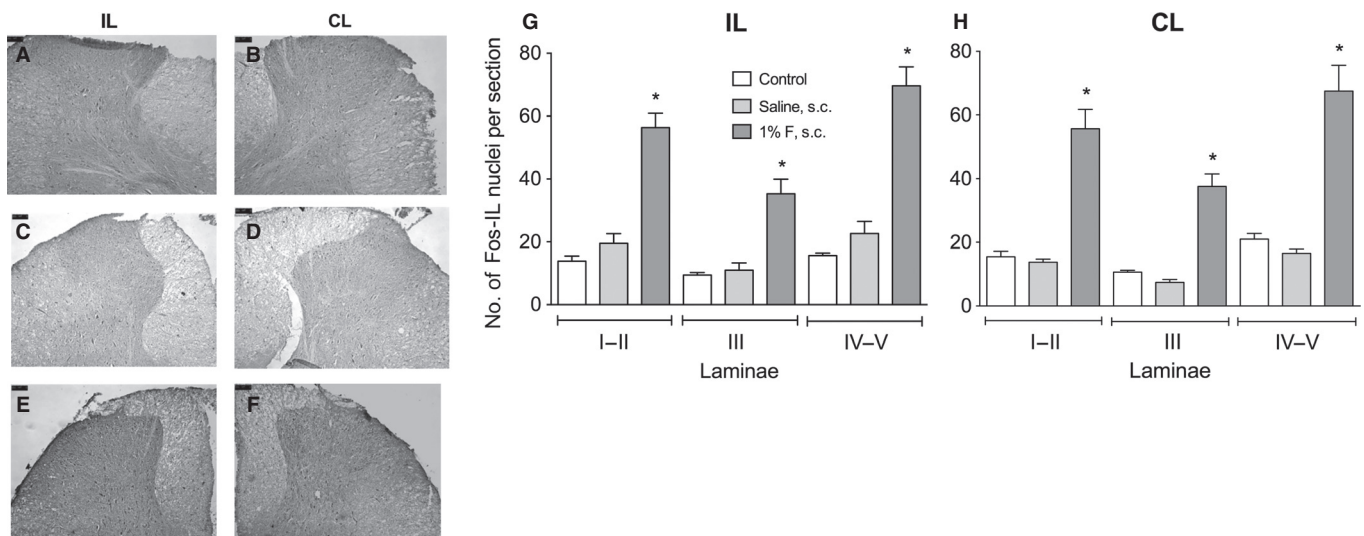 IL
CL
A
B
C
D
E
F
G
IL
No. of Fos-IL nuclei per section
80
60
40
20
0
Control
Saline, s.c.
1% F, s.c.
*
*
*
I–II
III
IV–V
Laminae
H
CL
80
60
40
20
0
*
*
*
I–II
III
IV–V
Laminae